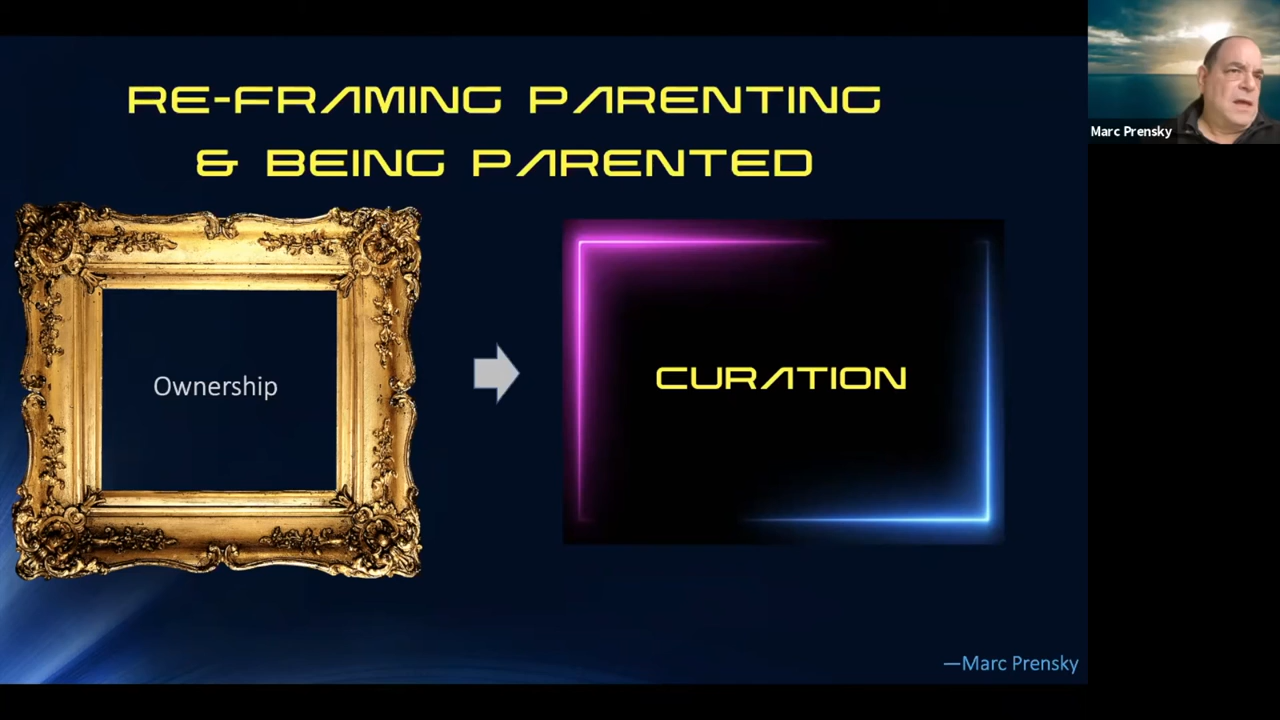 RE-FRAMING PARENTING
& BEING PARENTED
Ownership
CURATION
—Marc Prensky
Marc Prensky